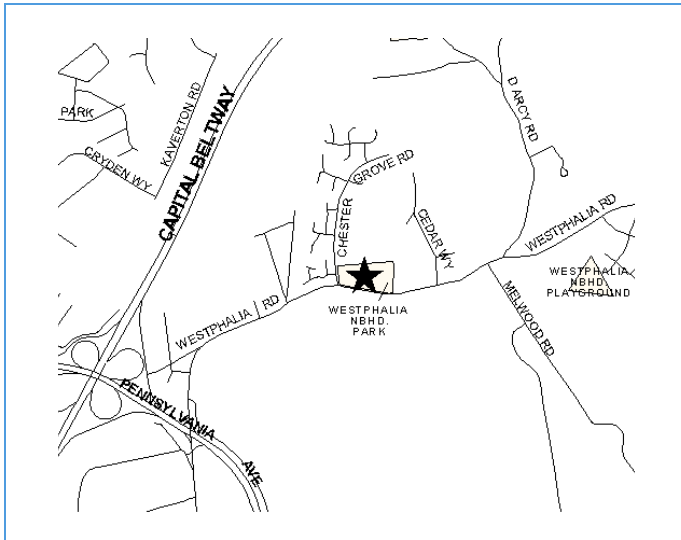 PARK
CRYDEN WY
KAVERTON RD
CAPITAL BELTWAY
D ARCY RD
GROVE RD
CHESTER
CEDAR WY
WESTPHALIA RD
WESTPHALIA
NBHD.
PLAYGROUND
WESTPHALIA
NBHD.
PARK
WESTPHALIA RD
MELWOOD RD
PENNSYLVANIA
AVE